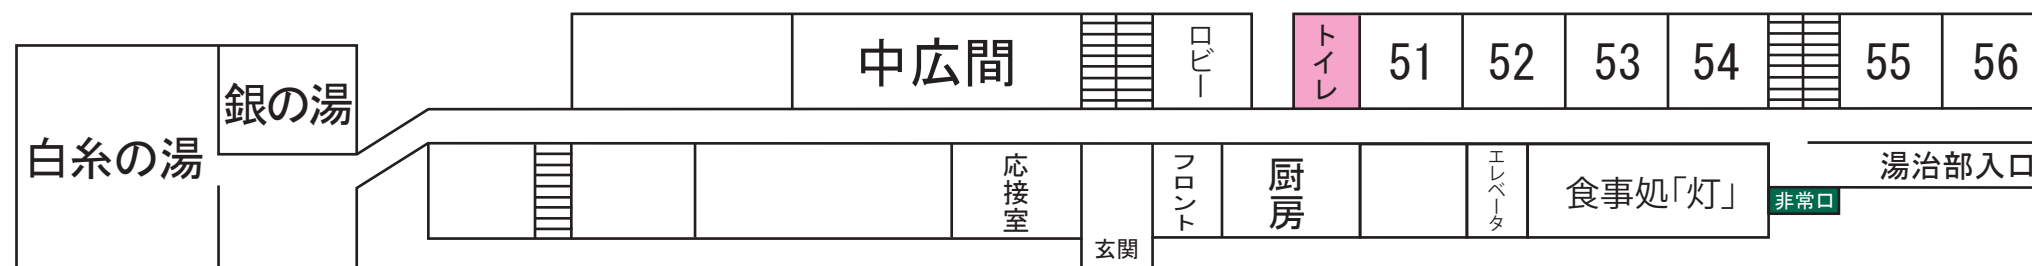 白糸の湯
銀の湯
中広間
ロビー
トイレ
51
52
53
54
55
56
応接室
玄関
フロント
厨房
エレベータ
食事処「灯」
非常口
湯治部入口